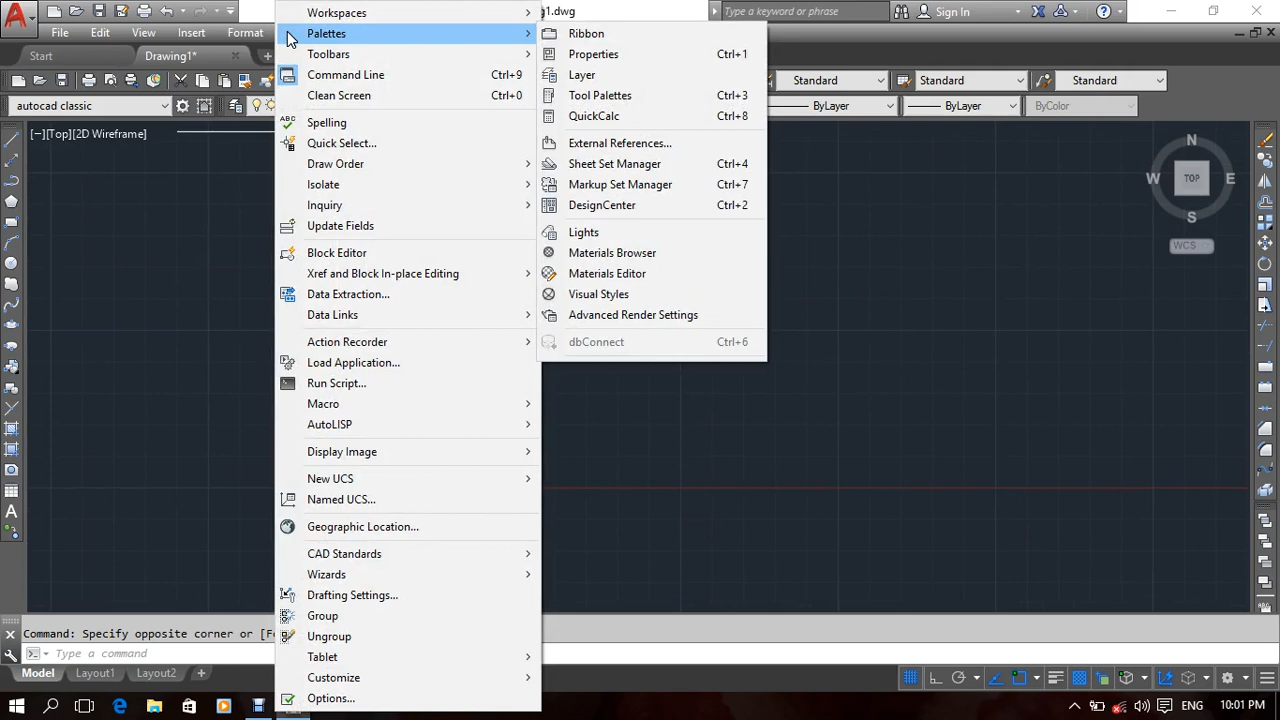 g1.dwg
Type a keyword or phrase
Sign In
File
Edit
View
Insert
Format
Start
Drawing1*
Standard
Standard
Standard
autocad classic
ByLayer
ByLayer
ByColor
[−][Top][2D Wireframe]
Workspaces
Palettes
Toolbars
Command Line Ctrl+9
Clean Screen Ctrl+0
Spelling
Quick Select...
Draw Order
Isolate
Inquiry
Update Fields
Block Editor
Xref and Block In-place Editing
Data Extraction...
Data Links
Action Recorder
Load Application...
Run Script...
Macro
AutoLISP
Display Image
New UCS
Named UCS...
Geographic Location...
CAD Standards
Wizards
Drafting Settings...
Group
Ungroup
Tablet
Customize
Options...
Ribbon
Properties Ctrl+1
Layer
Tool Palettes Ctrl+3
QuickCalc Ctrl+8
External References...
Sheet Set Manager Ctrl+4
Markup Set Manager Ctrl+7
DesignCenter Ctrl+2
Lights
Materials Browser
Materials Editor
Visual Styles
Advanced Render Settings
dbConnect Ctrl+6
N
W TOP E
S
WCS
Command: Specify opposite corner or [Fe
Type a command
Model
Layout1
Layout2
ENG
10:01 PM